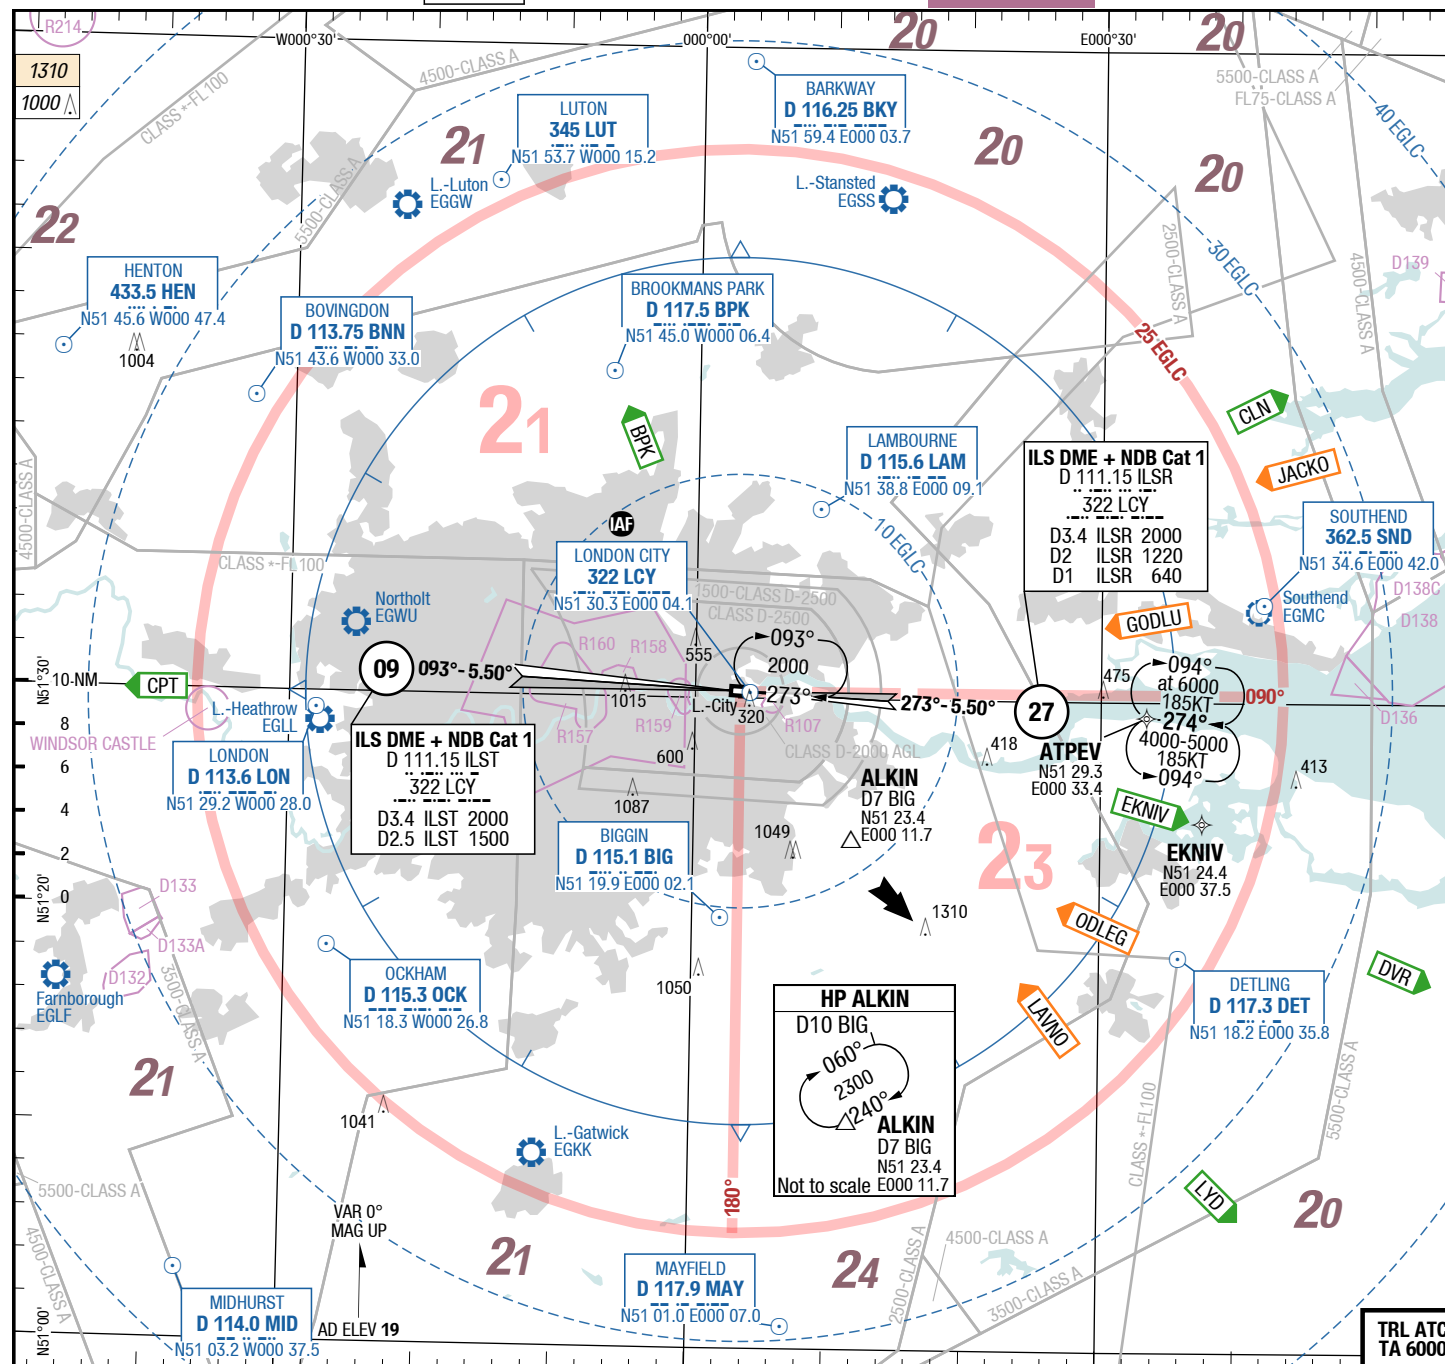 R214
W000°30'
000°00'
E000°30'
20
20
1310
1000
CLASS *-FL100
4500-CLASS A
5500-CLASS A
FL75-CLASS A
40 EGLC
BARKWAY
D 116.25 BKY
N51 59.4 E000 03.7
LUTON
345 LUT
N51 53.7 W000 15.2
21
20
20
5500-CLASS A
L.-Luton
EGGW
L.-Stansted
EGSS
22
2500-CLASS A
30 EGLC
4500-CLASS A
D139
HENTON
433.5 HEN
N51 45.6 W000 47.4
1004
BOVINGDON
D 113.75 BNN
N51 43.6 W000 33.0
BROOKMANS PARK
D 117.5 BPK
N51 45.0 W000 06.4
25 EGLC
21
BPK
CLN
JACKO
LAMBOURNE
D 115.6 LAM
N51 38.8 E000 09.1
ILS DME + NDB Cat 1
D 111.15 ILSR
322 LCY
D3.4 ILSR 2000
D2 ILSR 1220
D1 ILSR 640
4500-CLASS A
IAF
10 EGLC
SOUTHEND
362.5 SND
N51 34.6 E000 42.0
CLASS *-FL100
LONDON CITY
322 LCY
N51 30.3 E000 04.1
1500-CLASS D-2500
CLASS D-2500
Northolt
EGWU
Southend
EGMC
D138C
D138
GODLU
R160
R158
555
093°
2000
273°
09
093°- 5.50°
094°
at 6000
185KT
274°
4000-5000
185KT
094°
475
090°
N51°30'
10 NM
8
6
4
2
0
CPT
L.-Heathrow
EGLL
1015
L.-City
320
273°- 5.50°
27
D136
WINDSOR CASTLE
R157
R159
R107
CLASS D-2000 AGL
600
418
ATPEV
N51 29.3
E000 33.4
413
LONDON
D 113.6 LON
N51 29.2 W000 28.0
ILS DME + NDB Cat 1
D 111.15 ILST
322 LCY
D3.4 ILST 2000
D2.5 ILST 1500
1087
ALKIN
D7 BIG
N51 23.4
E000 11.7
EKNIV
1049
BIGGIN
D 115.1 BIG
N51 19.9 E000 02.1
23
EKNIV
N51 24.4
E000 37.5
N51°20'
D133
D133A
D132
1310
ODLEG
Farnborough
EGLF
3500-CLASS A
OCKHAM
D 115.3 OCK
N51 18.3 W000 26.8
1050
DVR
DETLING
D 117.3 DET
N51 18.2 E000 35.8
LAVNO
HP ALKIN
D10 BIG
060°
2300
240°
ALKIN
D7 BIG
N51 23.4
E000 11.7
Not to scale
21
1041
L.-Gatwick
EGKK
5500-CLASS A
CLASS *-FL100
5500-CLASS A
4500-CLASS A
180°
LYD
20
VAR 0°
MAG UP
21
24
4500-CLASS A
2500-CLASS A
3500-CLASS A
MAYFIELD
D 117.9 MAY
N51 01.0 E000 07.0
MIDHURST
D 114.0 MID
N51 03.2 W000 37.5
N51°00'
AD ELEV 19
TRL ATC
TA 6000